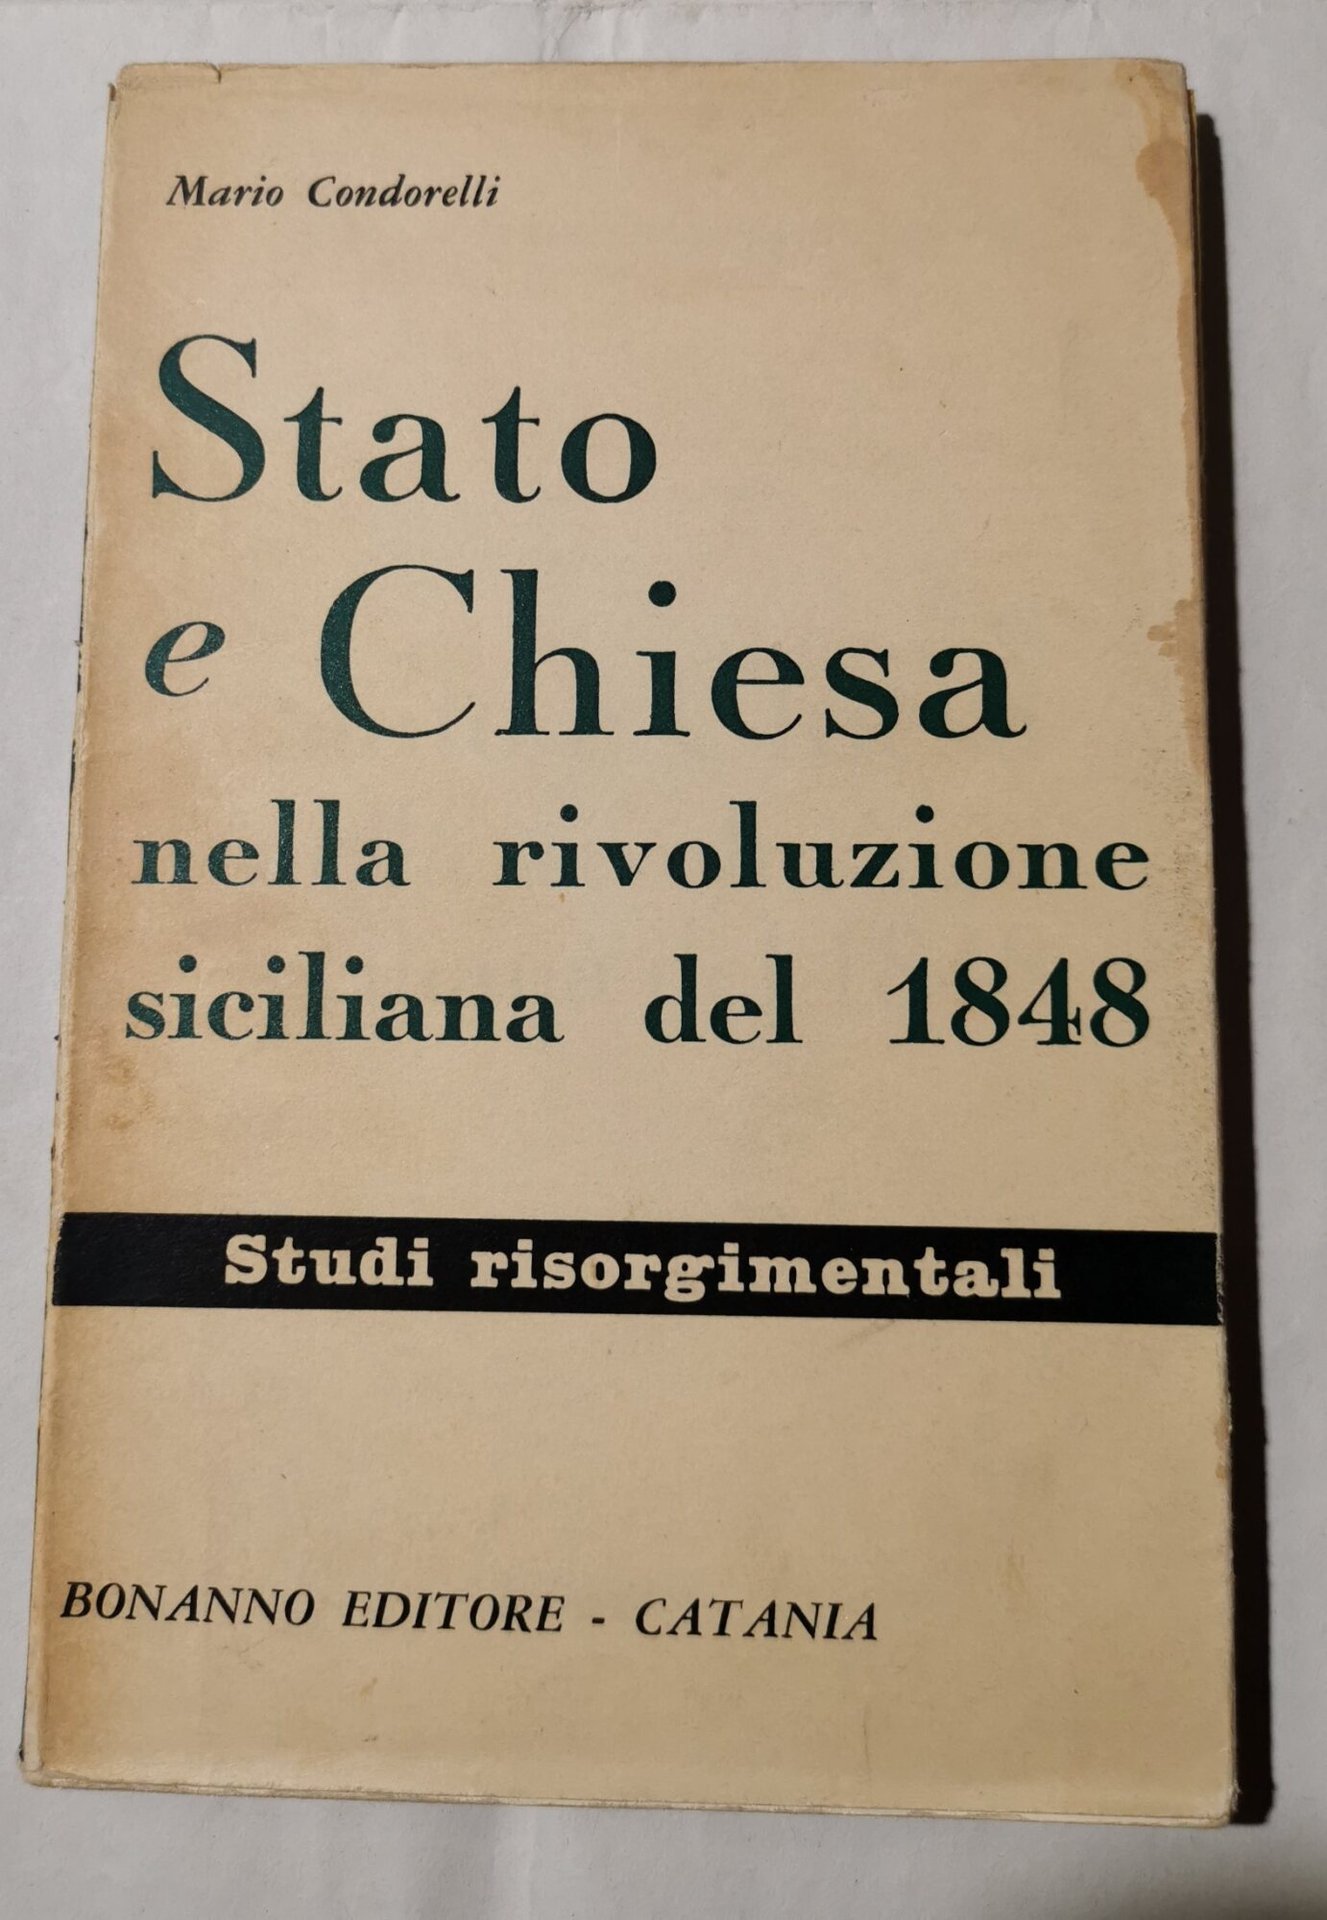 Mario Condorelli
Stato
e Chiesa
nella rivoluzione
siciliana del 1848
Studi risorgimentali
BONANNO EDITORE - CATANIA